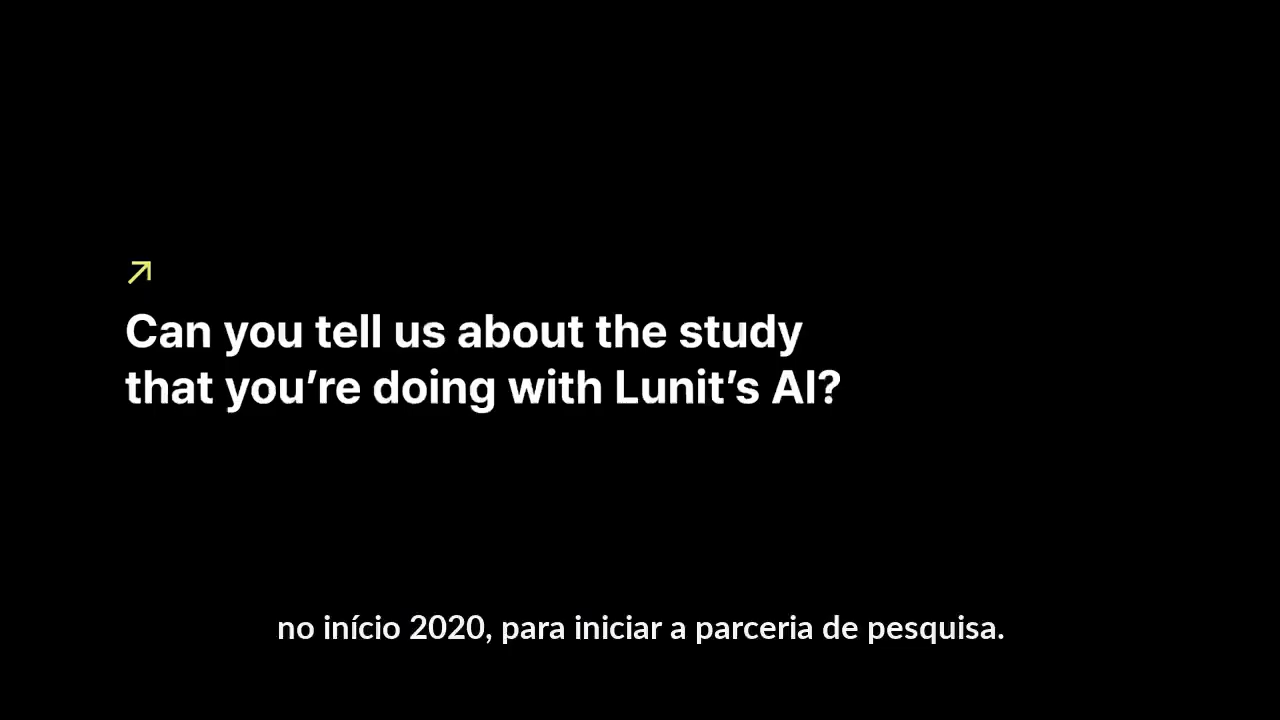 Can you tell us about the study
that you’re doing with Lunit’s AI?
no início 2020, para iniciar a parceria de pesquisa.